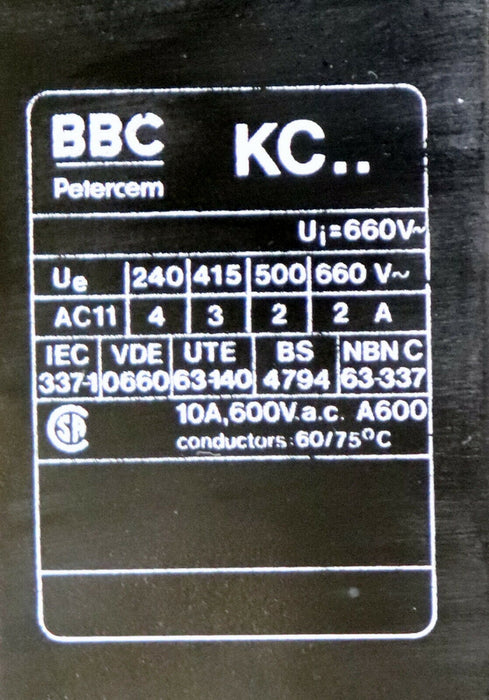 BBC KC..
Petercem
Ui=660V~
Ue 240 415 500 660 V~
AC11 4 3 2 2 A
IEC VDE UTE BS NBN C
337-1 0660 63-140 4794 63-337
SA 10A,600V.a.c. A600
conductors:60/75°C